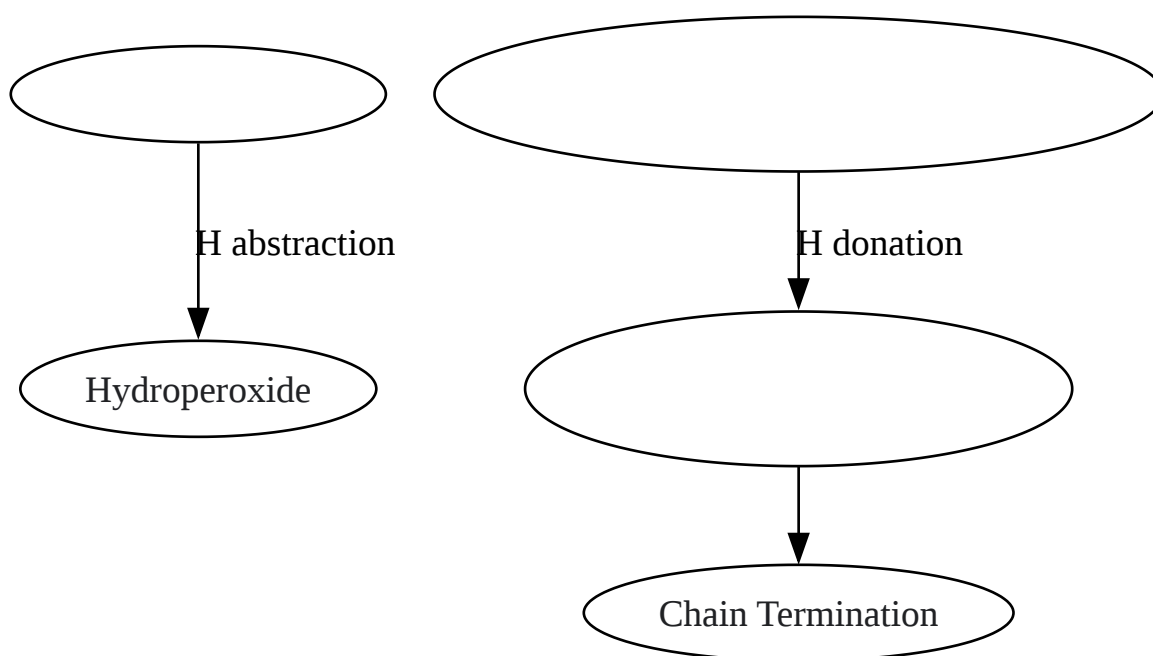 H abstraction
H donation
Hydroperoxide
Chain Termination